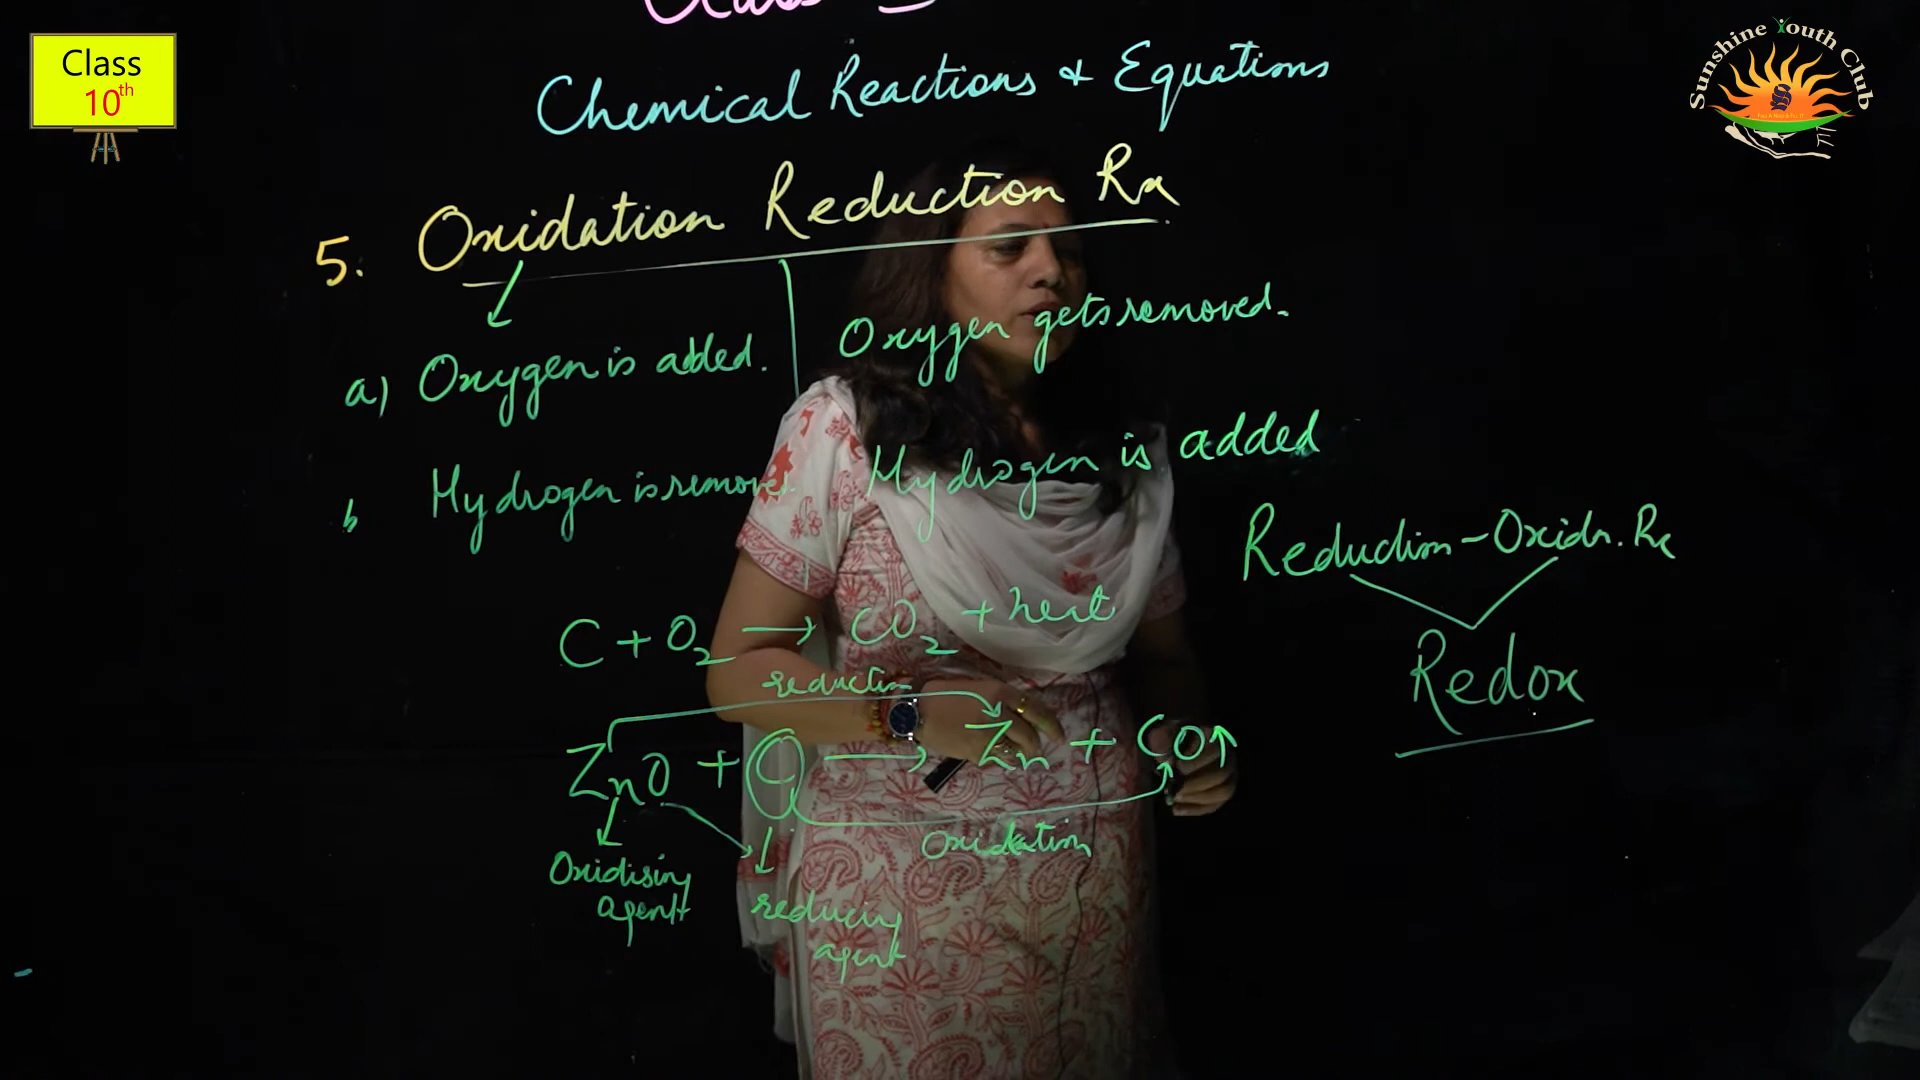 Class
Class
10th
Sunshine Youth Club
Chemical Reactions & Equations
5. Oxidation Reduction Rx
a) Oxygen is added. Oxygen gets removed.
b Hydrogen is removed. Hydrogen is added
Reduction - Oxidn. Rx
Redox
C + O2 → CO2 + heat
reduction
ZnO + C → Zn + CO↑
Oxidation
Oxidising agent
reducing agent